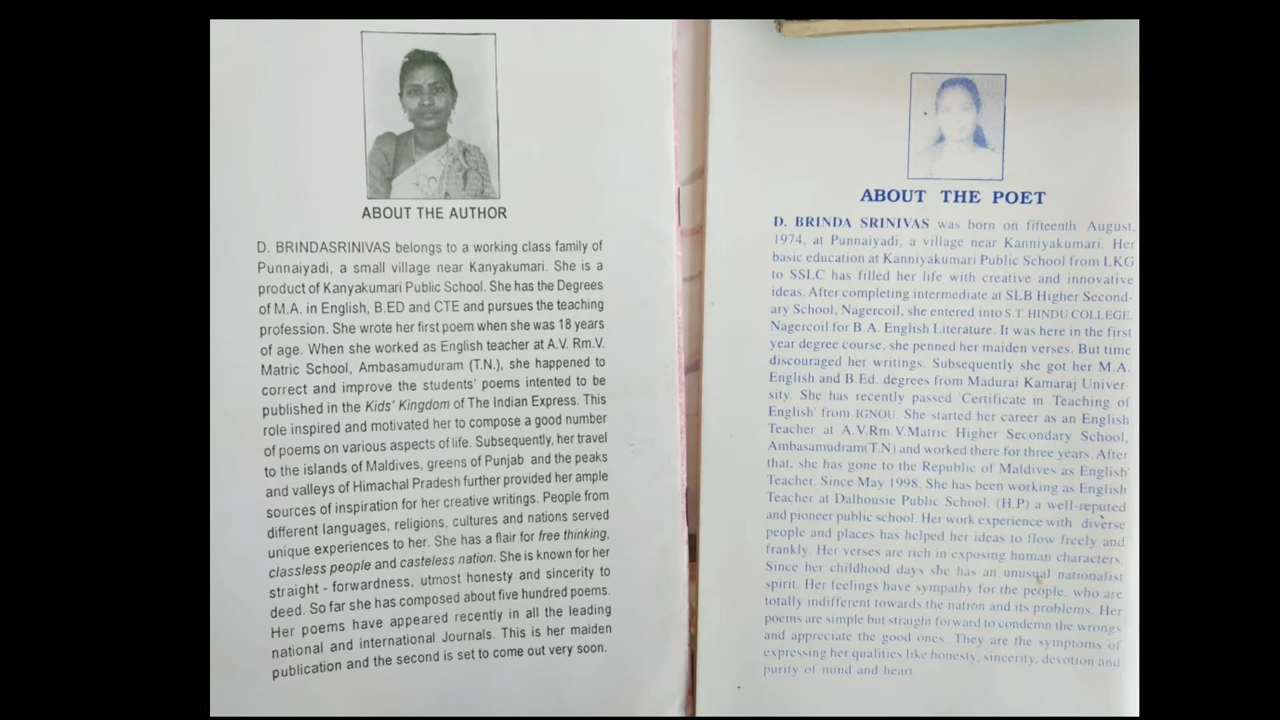 ABOUT THE AUTHOR
D. BRINDASRINIVAS belongs to a working class family of
Punnaiyadi, a small village near Kanyakumari. She is a
product of Kanyakumari Public School. She has the Degrees
of M.A. in English, B.ED and CTE and pursues the teaching
profession. She wrote her first poem when she was 18 years
of age. When she worked as English teacher at A.V. Rm.V.
Matric School, Ambasamuduram (T.N.), she happened to
correct and improve the students' poems intented to be
published in the Kids' Kingdom of The Indian Express. This
role inspired and motivated her to compose a good number
of poems on various aspects of life. Subsequently, her travel
to the islands of Maldives, greens of Punjab and the peaks
and valleys of Himachal Pradesh further provided her ample
sources of inspiration for her creative writings. People from
different languages, religions, cultures and nations served
unique experiences to her. She has a flair for free thinking,
classless people and casteless nation. She is known for her
straight - forwardness, utmost honesty and sincerity to
deed. So far she has composed about five hundred poems.
Her poems have appeared recently in all the leading
national and international Journals. This is her maiden
publication and the second is set to come out very soon.
ABOUT THE POET
D. BRINDA SRINIVAS was born on fifteenth August,
1974, at Punnaiyadi, a village near Kanniyakumari. Her
basic education at Kanniyakumari Public School from LKG
to SSLC has filled her life with creative and innovative
ideas. After completing intermediate at SLB Higher Second-
ary School, Nagercoil, she entered into S.T. HINDU COLLEGE,
Nagercoil for B.A. English Literature. It was here in the first
year degree course, she penned her maiden verses. But time
discouraged her writings. Subsequently she got her M.A.
English and B.Ed. degrees from Madurai Kamaraj Univer-
sity. She has recently passed 'Certificate in Teaching of
English' from IGNOU. She started her career as an English
Teacher at A.V.Rm.V.Matric Higher Secondary School,
Ambasamudram(T.N) and worked there for three years. After
that, she has gone to the Republic of Maldives as English
Teacher. Since May 1998. She has been working as English
Teacher at Dalhousie Public School, (H.P) a well-reputed
and pioneer public school. Her work experience with diverse
people and places has helped her ideas to flow freely and
frankly. Her verses are rich in exposing human characters.
Since her childhood days she has an unusual nationalist
spirit. Her feelings have sympathy for the people, who are
totally indifferent towards the nation and its problems. Her
poems are simple but straight forward to condemn the wrongs
and appreciate the good ones. They are the symptoms of
expressing her qualities like honesty, sincerity, devotion and
purity of mind and heart